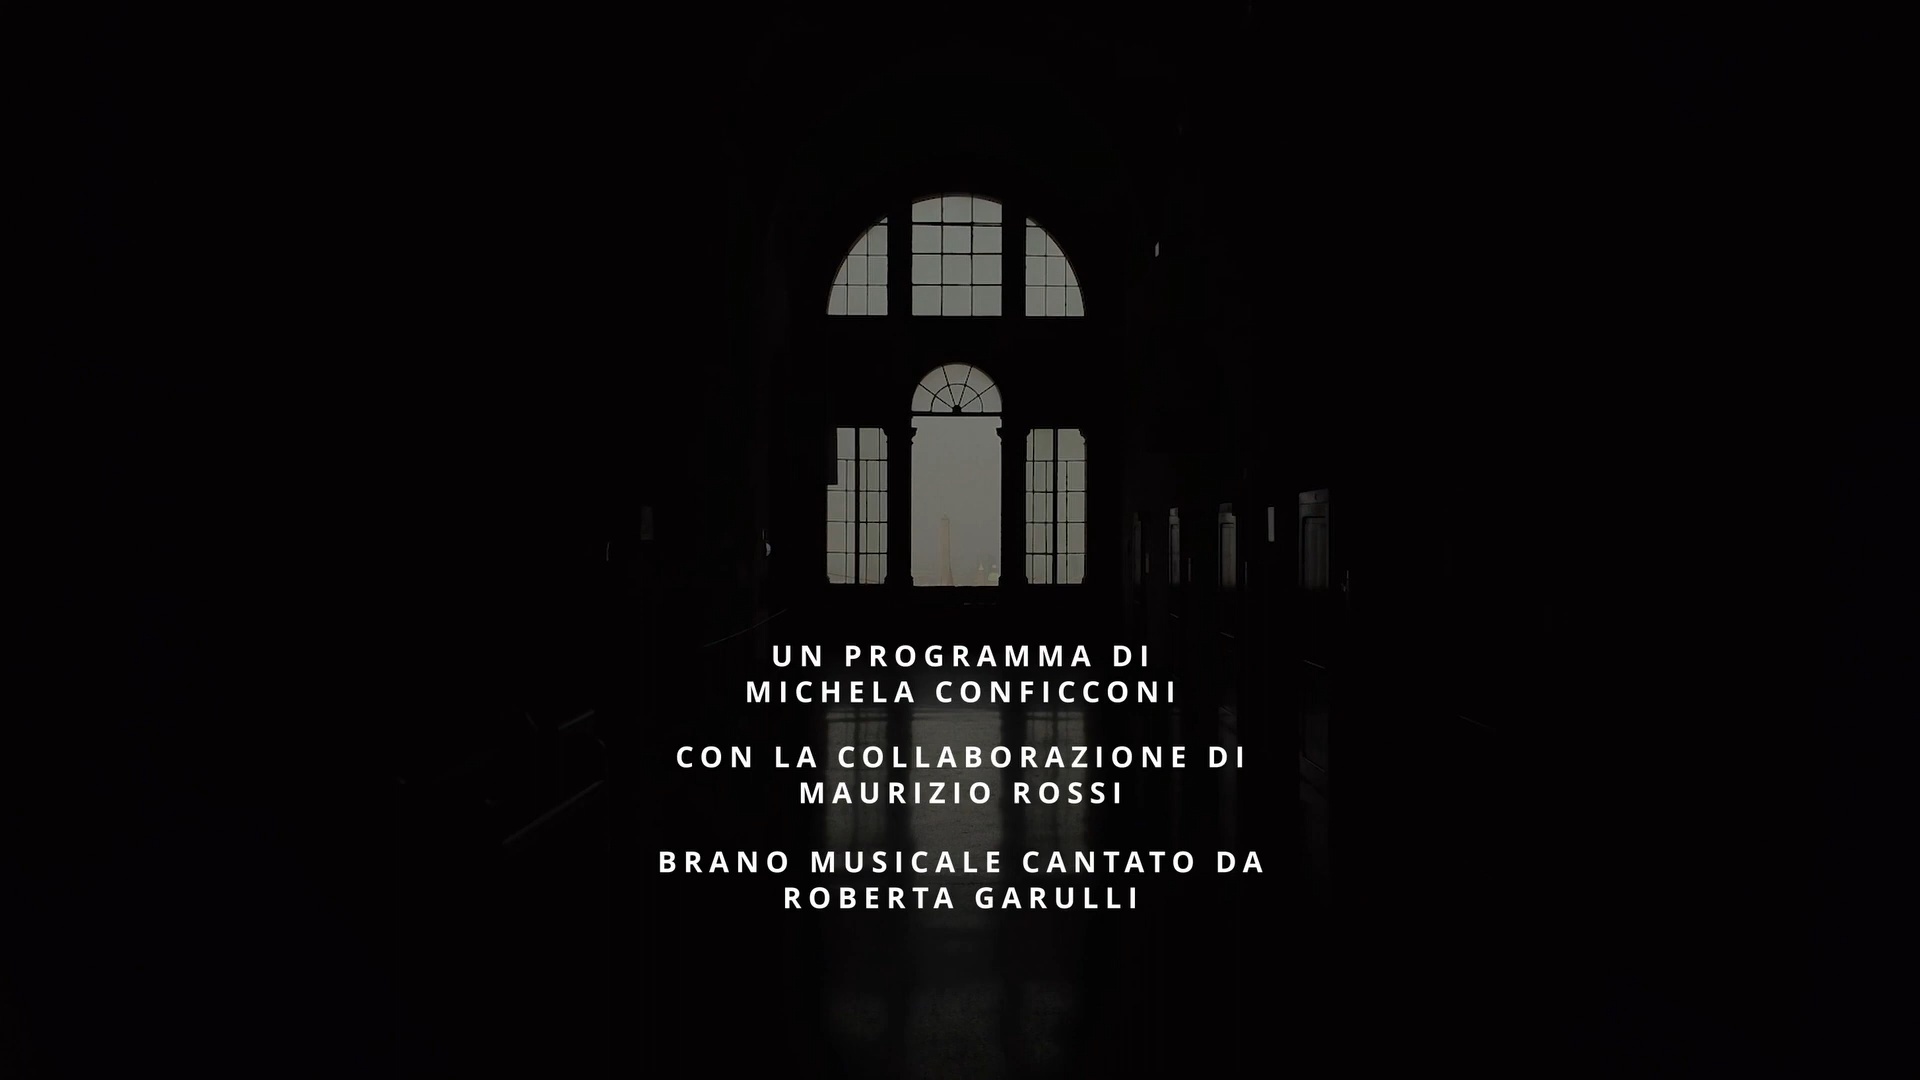 UN PROGRAMMA DI
MICHELA CONFICCONI
CON LA COLLABORAZIONE DI
MAURIZIO ROSSI
BRANO MUSICALE CANTATO DA
ROBERTA GARULLI